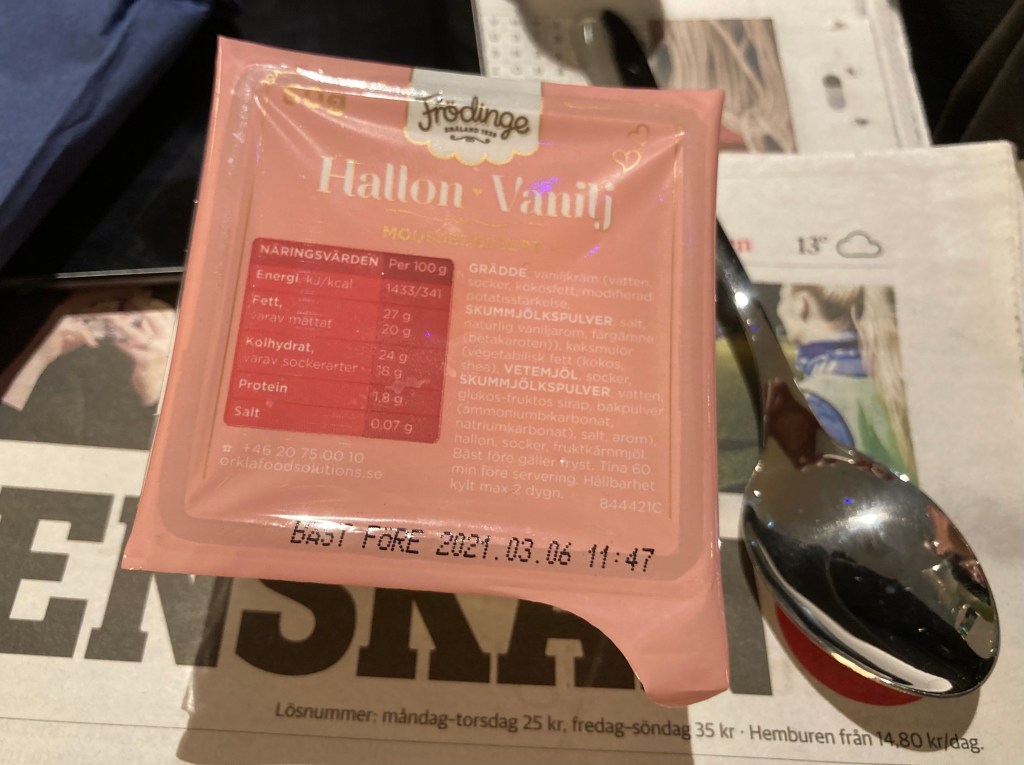 60g
Frödinge
SMÅLAND 1938
Hallon Vanilj
NÄRINGSVÄRDEN Per 100 g
Energi, kJ/kcal 1433/341
Fett, 27 g
varav mättat 20 g
Kolhydrat, 24 g
varav sockerarter 18 g
Protein 1,8 g
Salt 0,07 g
+46 20 75 00 10
orklafoodsolutions.se
GRÄDDE, vaniljkräm (vatten,
socker, kokosfett, modifierad
potatisstärkelse,
SKUMMJÖLKSPULVER, salt,
naturlig vaniljarom, färgämne
(betakaroten)), kaksmulor
(vegetabilisk fett (kokos,
shea), VETEMJÖL, socker,
SKUMMJÖLKSPULVER, vatten,
glukos-fruktos sirap, bakpulver
(ammoniumbikarbonat,
natriumkarbonat), salt, arom),
hallon, socker, fruktkärnmjöl.
Bäst före gäller fryst. Tina 60
min före servering. Hållbarhet
kylt max 2 dygn.
844421C
BÄST FÖRE 2021.03.06 11:47
13°
ENSKA
Lösnummer: måndag–torsdag 25 kr, fredag–söndag 35 kr · Hemburen från 14,80 kr/dag.